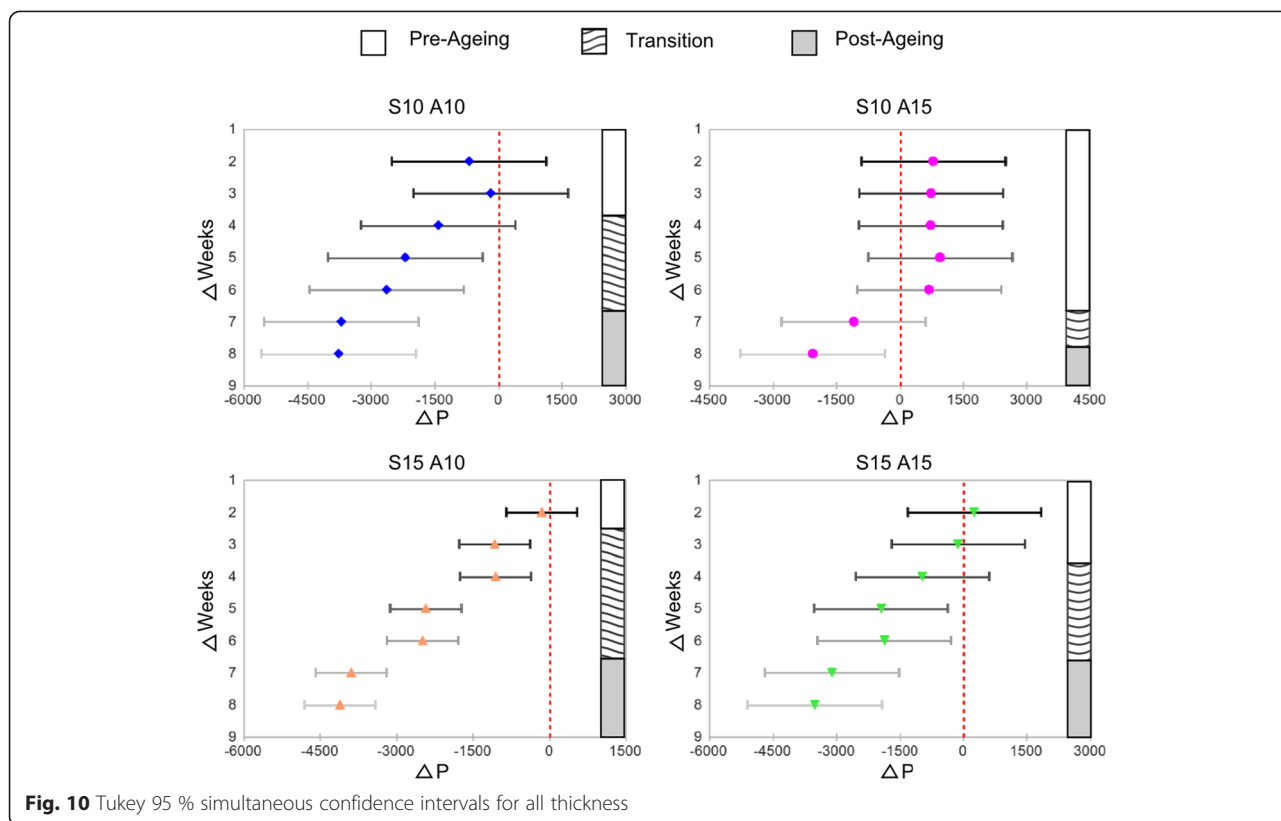 Pre-Ageing Transition Post-Ageing
S10 A10
1
2
3
4
5
6
7
8
9
Δ Weeks
-6000 -4500 -3000 -1500 0 1500 3000
Δ P
S10 A15
1
2
3
4
5
6
7
8
9
Δ Weeks
-4500 -3000 -1500 0 1500 3000 4500
Δ P
S15 A10
1
2
3
4
5
6
7
8
9
Δ Weeks
-6000 -4500 -3000 -1500 0 1500
Δ P
S15 A15
1
2
3
4
5
6
7
8
9
Δ Weeks
-6000 -4500 -3000 -1500 0 1500 3000
Δ P
Fig. 10 Tukey 95 % simultaneous confidence intervals for all thickness